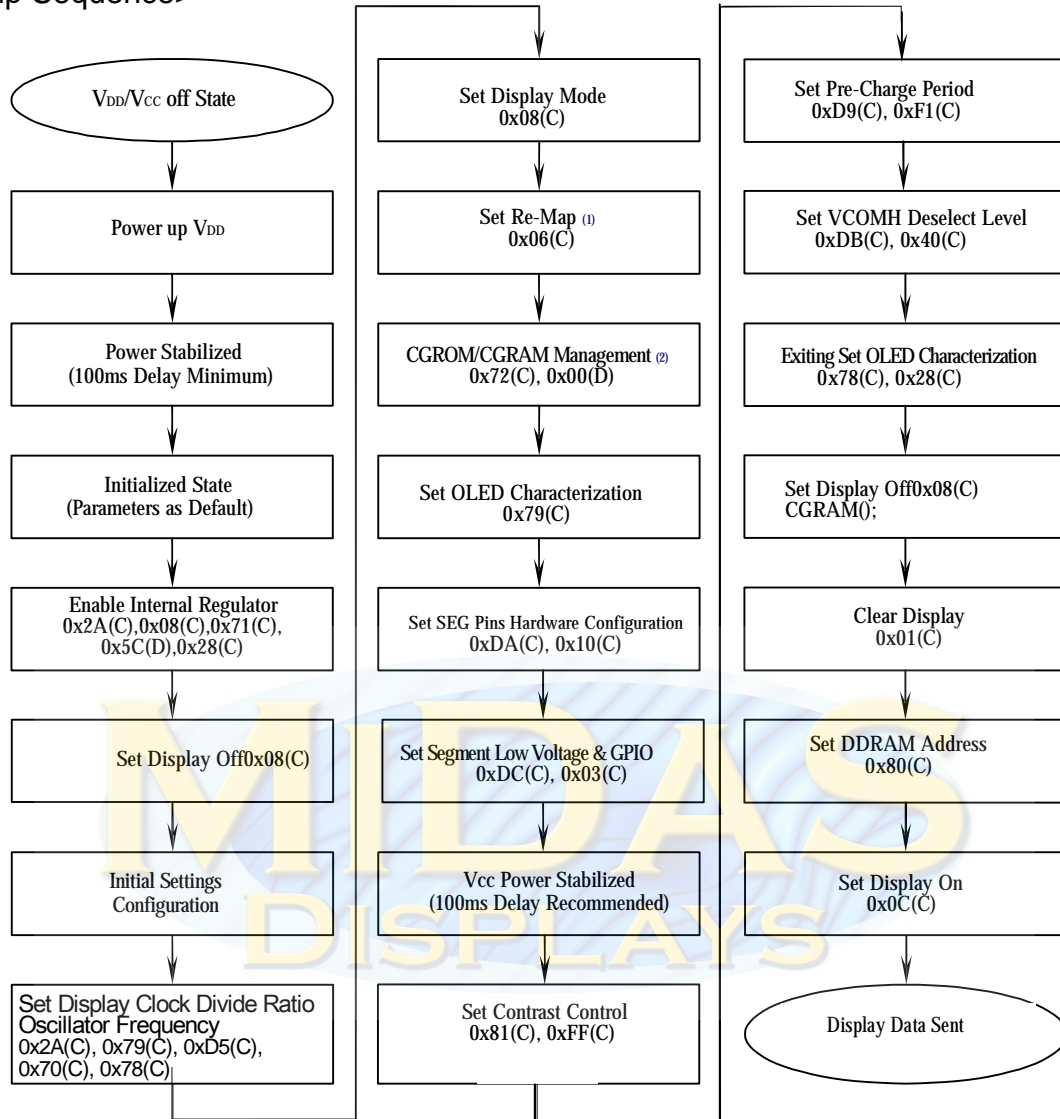 VDD/VCC off State
Power up VDD
Power Stabilized
(100ms Delay Minimum)
Initialized State
(Parameters as Default)
Enable Internal Regulator
0x2A(C),0x08(C),0x71(C),
0x5C(D),0x28(C)
Set Display Off0x08(C)
Initial Settings
Configuration
Set Display Clock Divide Ratio
Oscillator Frequency
0x2A(C), 0x79(C), 0xD5(C),
0x70(C), 0x78(C)
Set Display Mode
0x08(C)
Set Re-Map (1)
0x06(C)
CGROM/CGRAM Management (2)
0x72(C), 0x00(D)
Set OLED Characterization
0x79(C)
Set SEG Pins Hardware Configuration
0xDA(C), 0x10(C)
Set Segment Low Voltage & GPIO
0xDC(C), 0x03(C)
Vcc Power Stabilized
(100ms Delay Recommended)
Set Contrast Control
0x81(C), 0xFF(C)
Set Pre-Charge Period
0xD9(C), 0xF1(C)
Set VCOMH Deselect Level
0xDB(C), 0x40(C)
Exiting Set OLED Characterization
0x78(C), 0x28(C)
Set Display Off0x08(C)
CGRAM();
Clear Display
0x01(C)
Set DDRAM Address
0x80(C)
Set Display On
0x0C(C)
Display Data Sent
MIDAS
DISPLAYS